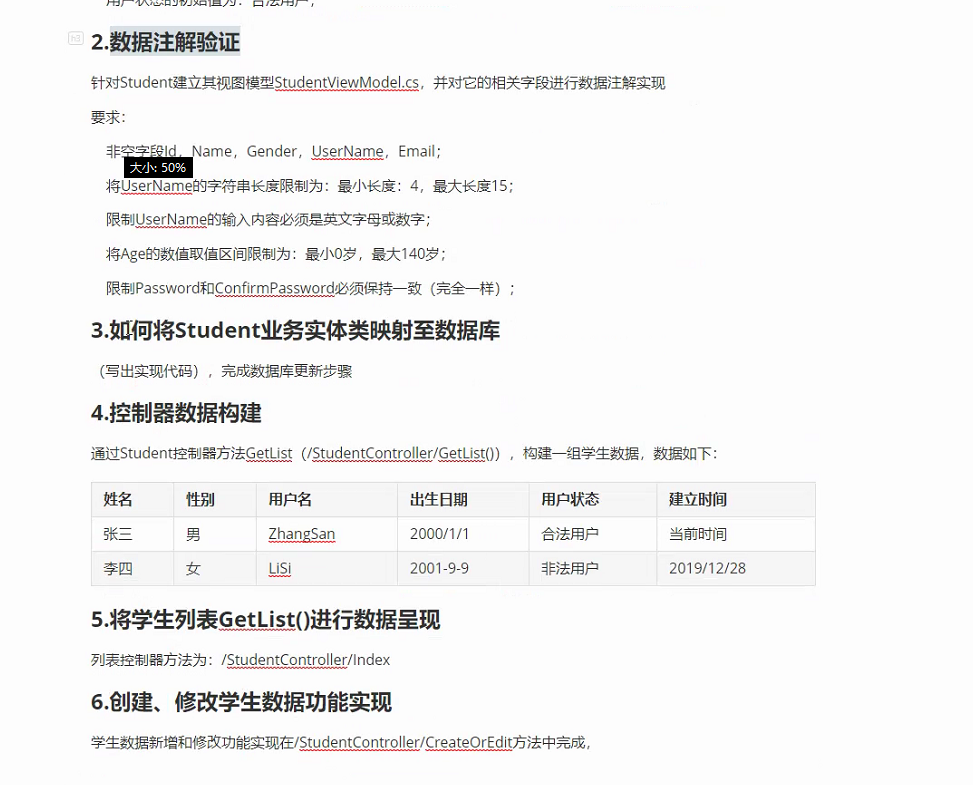 用户状态的初始值为：合法用户；
2.数据注解验证
针对Student建立其视图模型StudentViewModel.cs，并对它的相关字段进行数据注解实现
要求：
非空字段Id，Name，Gender，UserName，Email；
大小: 50%
将UserName的字符串长度限制为：最小长度：4，最大长度15；
限制UserName的输入内容必须是英文字母或数字；
将Age的数值取值区间限制为：最小0岁，最大140岁；
限制Password和ConfirmPassword必须保持一致（完全一样）；
3.如何将Student业务实体类映射至数据库
（写出实现代码），完成数据库更新步骤
4.控制器数据构建
通过Student控制器方法GetList（/StudentController/GetList()），构建一组学生数据，数据如下：
姓名 性别 用户名 出生日期 用户状态 建立时间
张三 男 ZhangSan 2000/1/1 合法用户 当前时间
李四 女 LiSi 2001-9-9 非法用户 2019/12/28
5.将学生列表GetList()进行数据呈现
列表控制器方法为：/StudentController/Index
6.创建、修改学生数据功能实现
学生数据新增和修改功能实现在/StudentController/CreateOrEdit方法中完成，